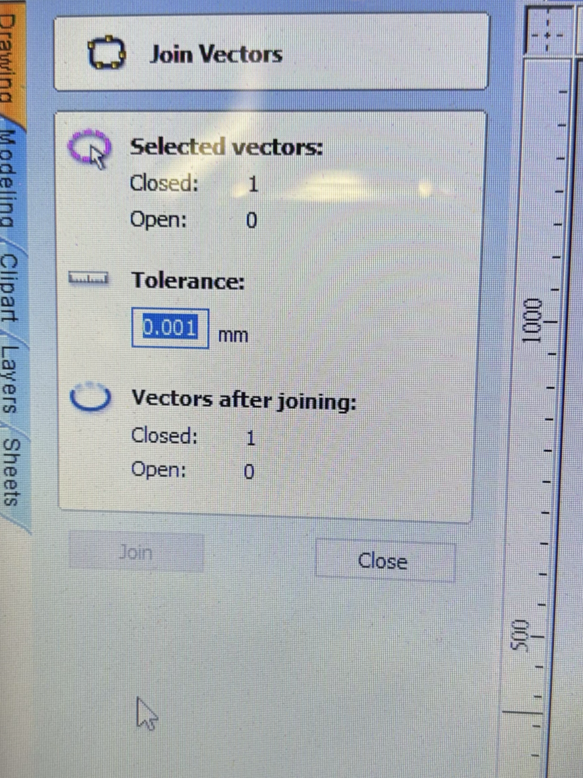 Join Vectors
Selected vectors:
Closed: 1
Open: 0
Tolerance:
0.001 mm
Vectors after joining:
Closed: 1
Open: 0
Join Close
Drawing
Modeling
Clipart
Layers
Sheets
1000
500